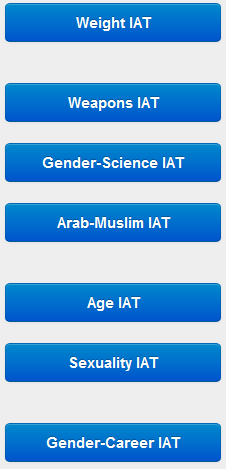 Weight IAT
Weapons IAT
Gender-Science IAT
Arab-Muslim IAT
Age IAT
Sexuality IAT
Gender-Career IAT